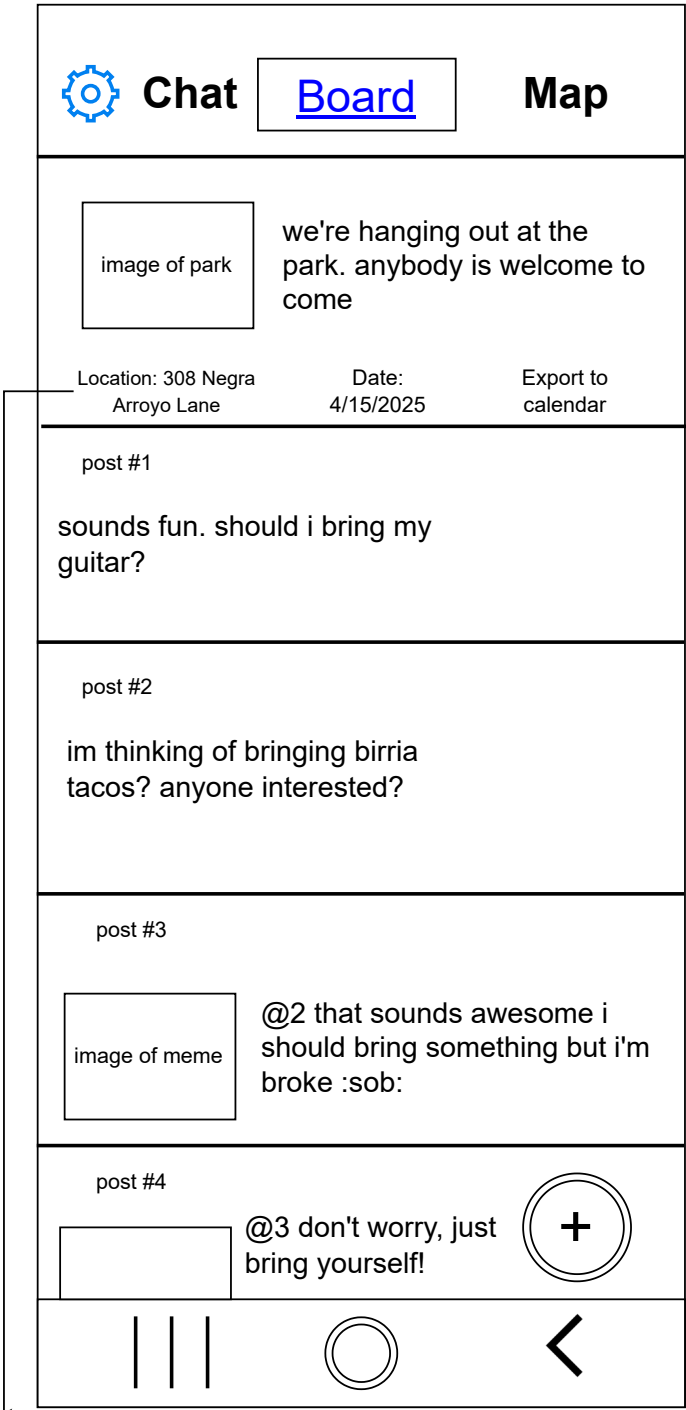 Chat
Board
Map
image of park
we're hanging out at the
park. anybody is welcome to
come
Location: 308 Negra
Arroyo Lane
Date:
4/15/2025
Export to
calendar
post #1
sounds fun. should i bring my
guitar?
post #2
im thinking of bringing birria
tacos? anyone interested?
post #3
image of meme
@2 that sounds awesome i
should bring something but i'm
broke :sob:
post #4
@3 don't worry, just
bring yourself!
+